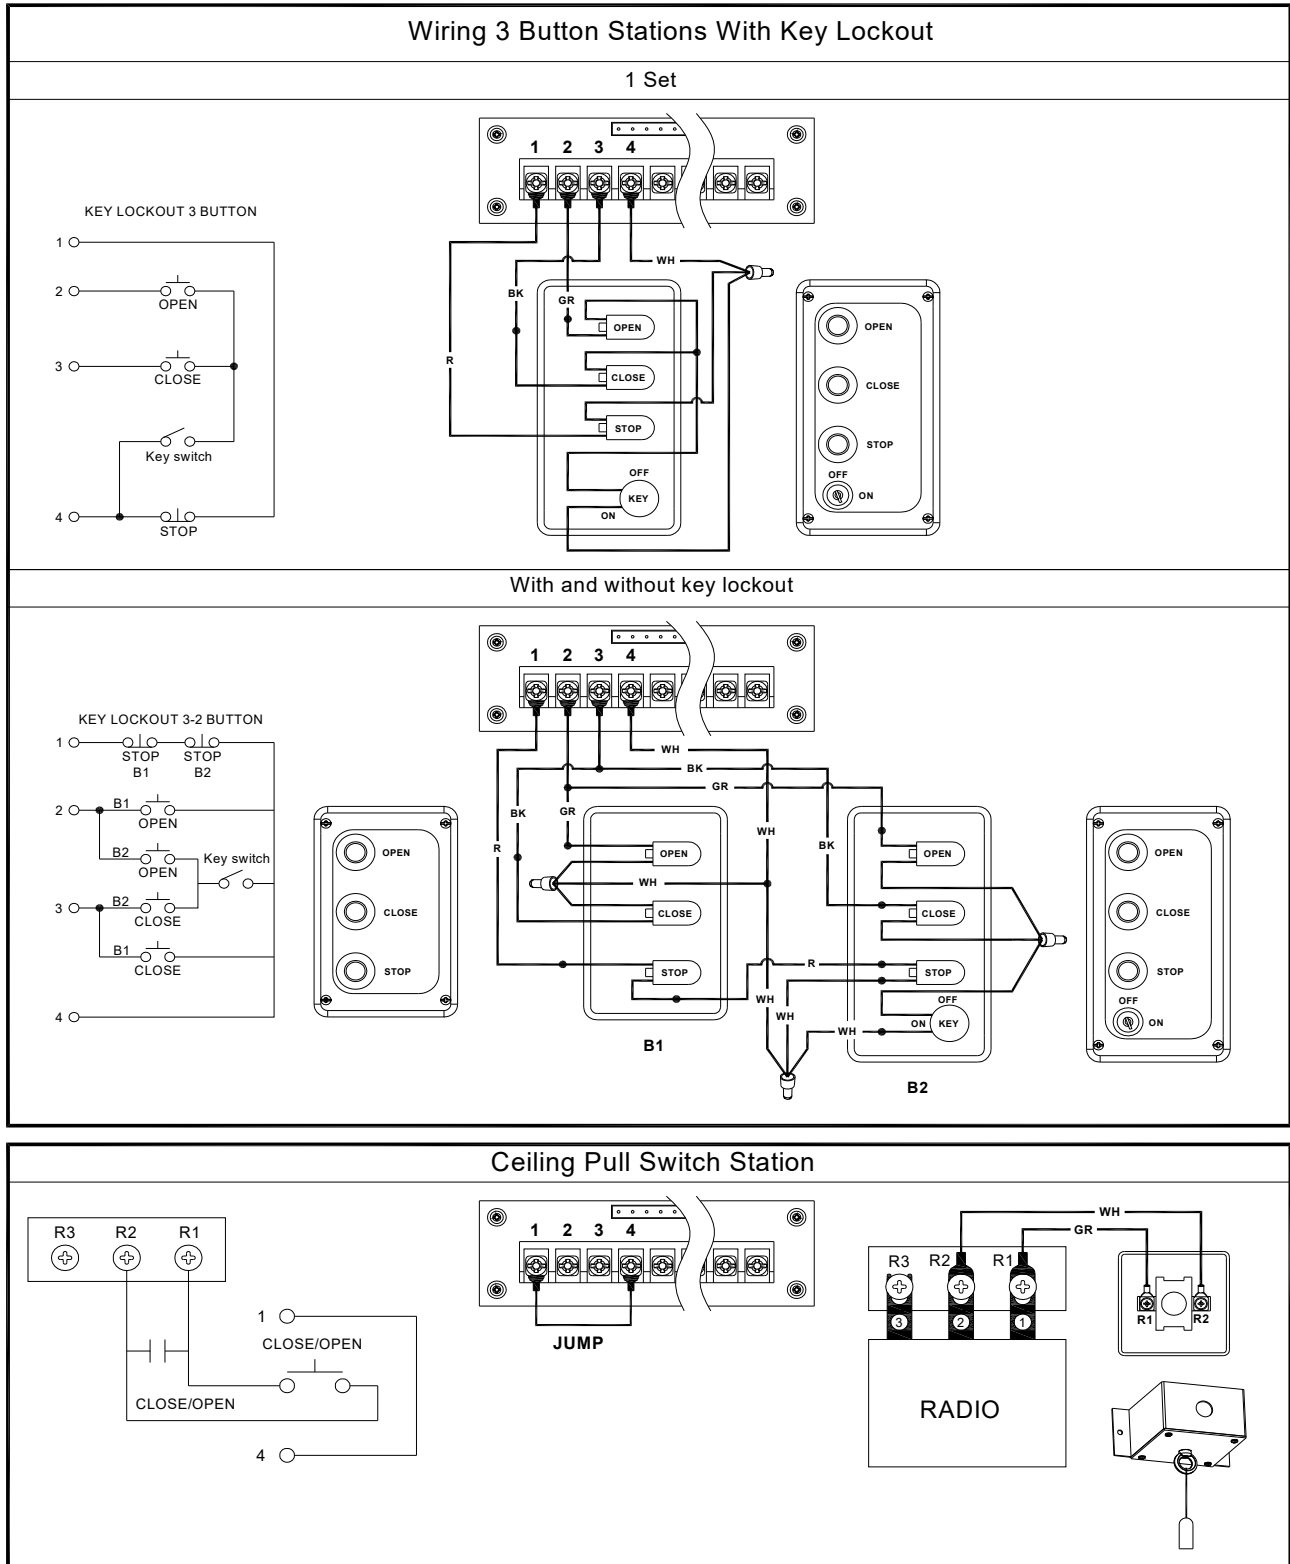 Wiring 3 Button Stations With Key Lockout
1 Set
1 2 3 4
KEY LOCKOUT 3 BUTTON
1
2
OPEN
3
CLOSE
Key switch
4
STOP
WH
BK
GR
R
OPEN
CLOSE
STOP
OFF
KEY
ON
OPEN
CLOSE
STOP
OFF
ON
With and without key lockout
1 2 3 4
KEY LOCKOUT 3-2 BUTTON
1
STOP STOP
B1 B2
2
B1
OPEN
B2
OPEN
Key switch
3
B2
CLOSE
B1
CLOSE
4
OPEN
CLOSE
STOP
WH
BK
GR
BK
GR
R
WH
BK
OPEN
WH
CLOSE
STOP
R
WH
WH
WH
B1
OPEN
CLOSE
STOP
OFF
ON
KEY
B2
OPEN
CLOSE
STOP
OFF
ON
Ceiling Pull Switch Station
R3 R2 R1
1
CLOSE/OPEN
CLOSE/OPEN
4
1 2 3 4
JUMP
WH
GR
R3 R2 R1
3 2 1
RADIO
R1 R2